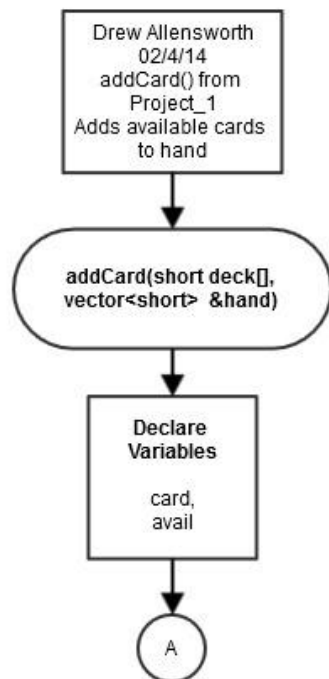 Drew Allensworth
02/4/14
addCard() from
Project_1
Adds available cards
to hand
addCard(short deck[],
vector<short> &hand)
Declare
Variables
card,
avail
A